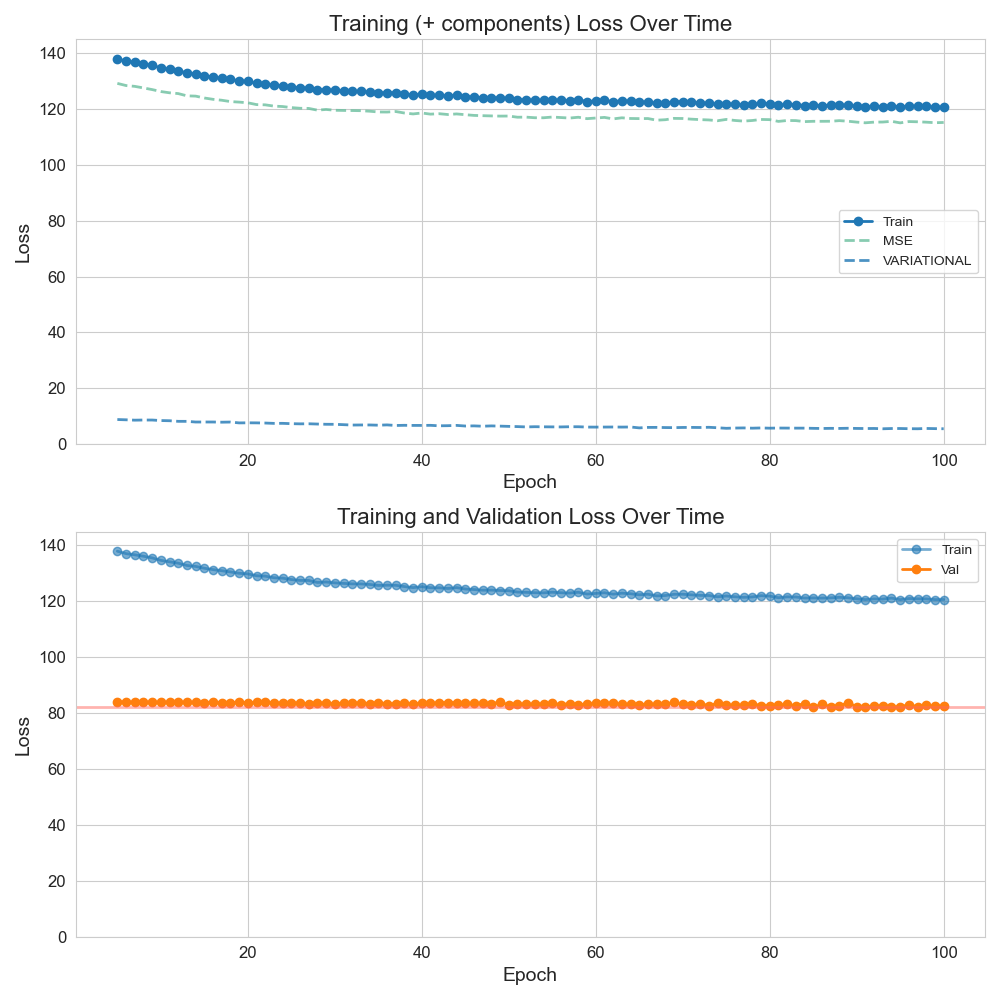 Training (+ components) Loss Over Time
140
120
100
80
60
40
20
0
Loss
Train
MSE
VARIATIONAL
20 40 60 80 100
Epoch
Training and Validation Loss Over Time
140
120
100
80
60
40
20
0
Loss
Train
Val
20 40 60 80 100
Epoch